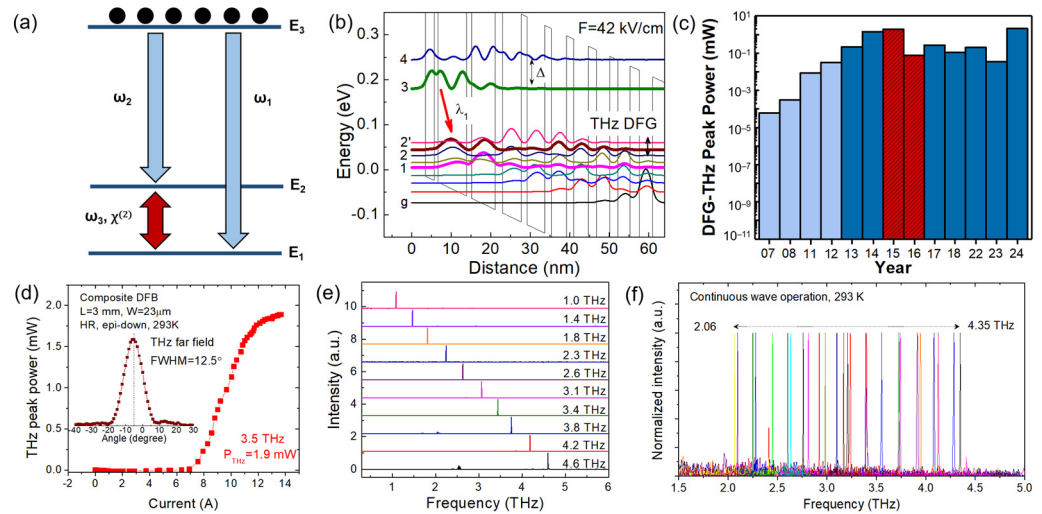 (a)
E₃
ω₂
ω₁
E₂
ω₃, χ⁽²⁾
E₁
(b)
F=42 kV/cm
Energy (eV)
0.3
0.2
0.1
0.0
-0.1
4
3
2'
2
1
g
Δ
λ₁
THz DFG
0 10 20 30 40 50 60
Distance (nm)
(c)
DFG-THz Peak Power (mW)
10¹
10⁻¹
10⁻³
10⁻⁵
10⁻⁷
10⁻⁹
10⁻¹¹
07 08 11 12 13 14 15 16 17 18 22 23 24
Year
(d)
Composite DFB
L=3 mm, W=23μm
HR, epi-down, 293K
THz far field
FWHM=12.5°
-40 -30 -20 -10 0 10 20 30
Angle (degree)
3.5 THz
P_THz=1.9 mW
THz peak power (mW)
2.0
1.5
1.0
0.5
0.0
0 2 4 6 8 10 12 14
Current (A)
(e)
Intensity (a.u.)
10
8
6
4
2
0
1.0 THz
1.4 THz
1.8 THz
2.3 THz
2.6 THz
3.1 THz
3.4 THz
3.8 THz
4.2 THz
4.6 THz
1 2 3 4 5 6
Frequency (THz)
(f)
Continuous wave operation, 293 K
2.06
4.35 THz
Normalized intensity (a.u.)
1.5 2.0 2.5 3.0 3.5 4.0 4.5 5.0
Frequency (THz)